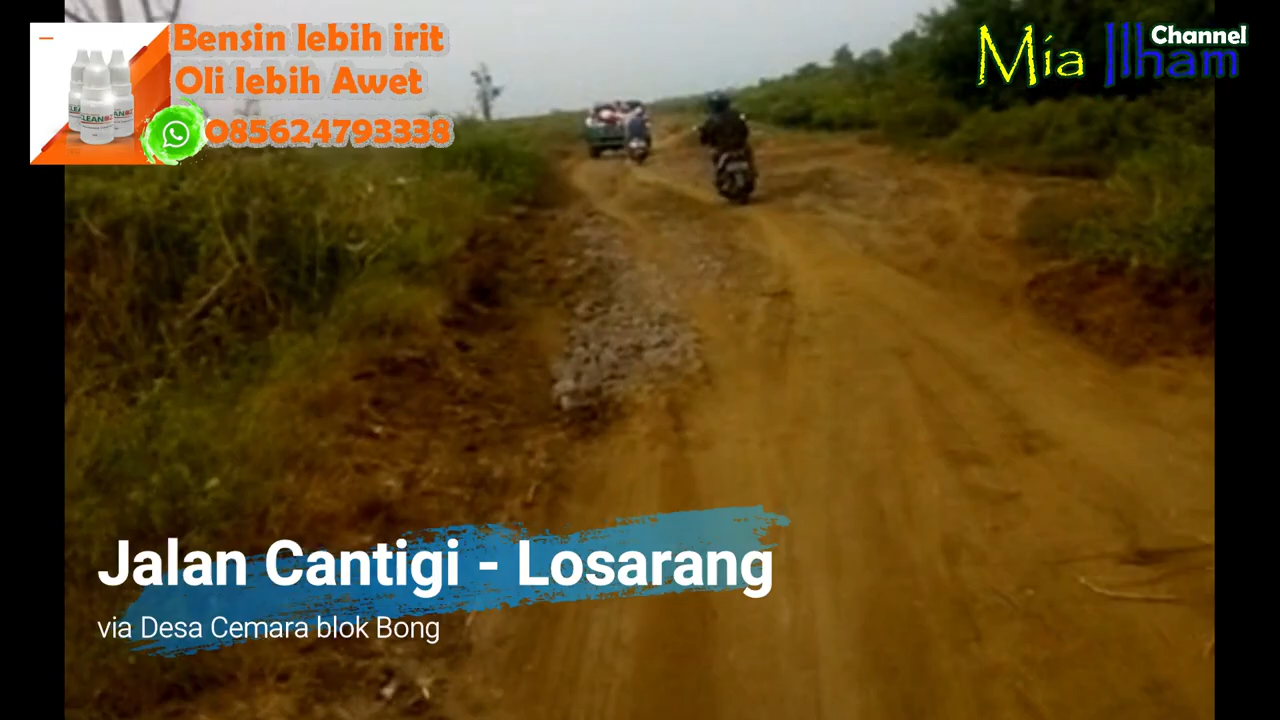 Bensin lebih irit
Oli lebih Awet
085624793338
Mia Ilham
Channel
Jalan Cantigi - Losarang
via Desa Cemara blok Bong